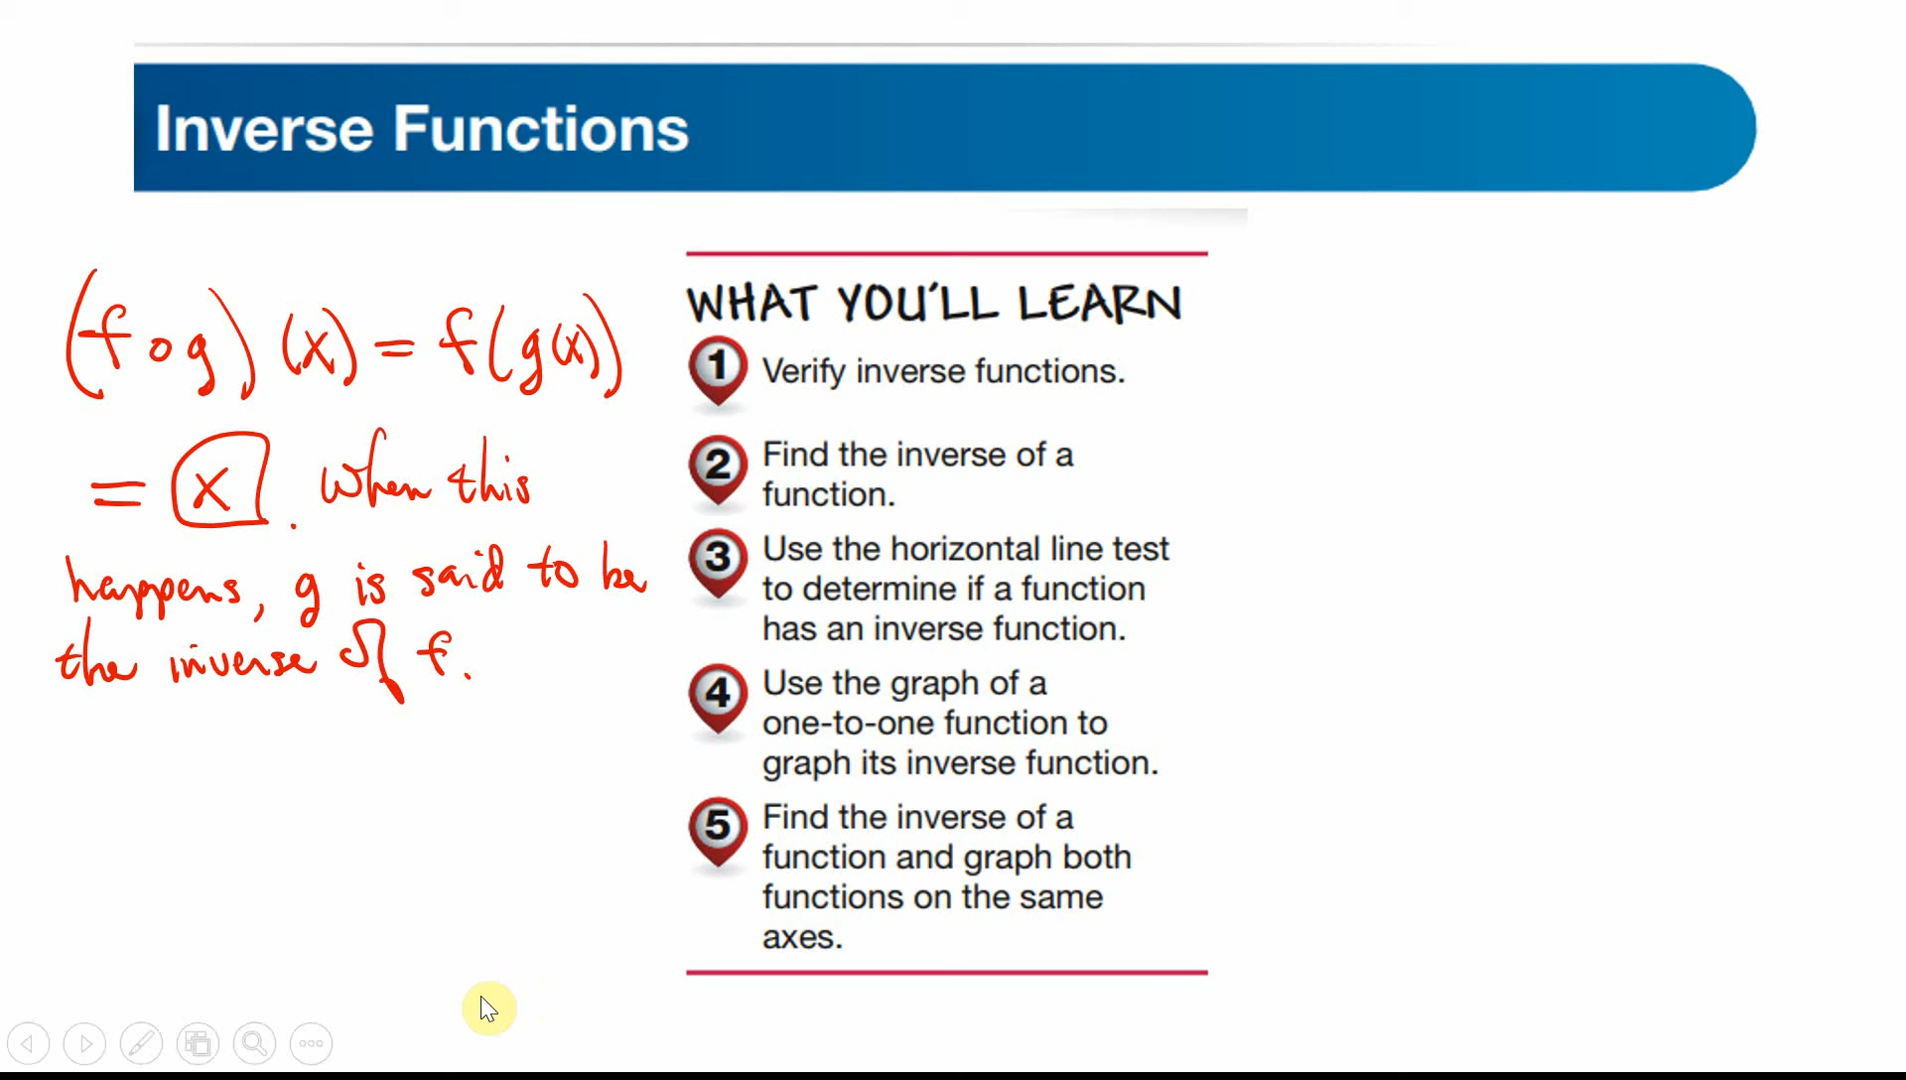 Inverse Functions
(f o g) (x) = f(g(x))
= x . When this
happens, g is said to be
the inverse of f.
WHAT YOU'LL LEARN
1 Verify inverse functions.
2 Find the inverse of a
function.
3 Use the horizontal line test
to determine if a function
has an inverse function.
4 Use the graph of a
one-to-one function to
graph its inverse function.
5 Find the inverse of a
function and graph both
functions on the same
axes.